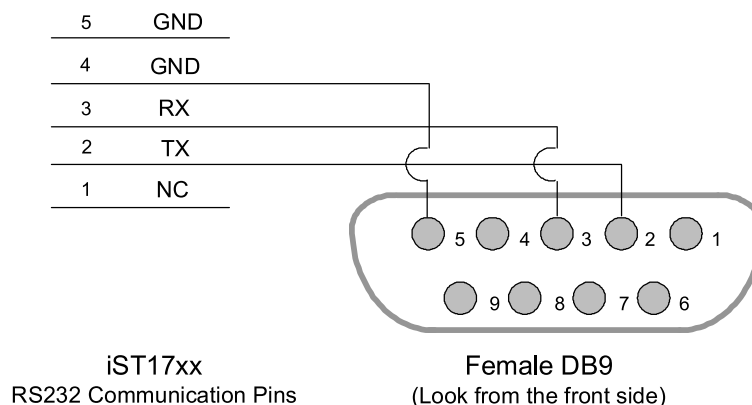 5 GND
4 GND
3 RX
2 TX
1 NC
5 4 3 2 1
9 8 7 6
iST17xx
RS232 Communication Pins
Female DB9
(Look from the front side)